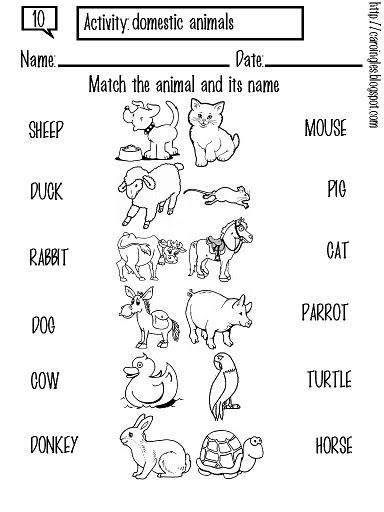 10
Activity: domestic animals
Name: Date:
Match the animal and its name
SHEEP
DUCK
RABBIT
DOG
COW
DONKEY
MOUSE
PIG
CAT
PARROT
TURTLE
HORSE
http://caroingles.blogspot.com